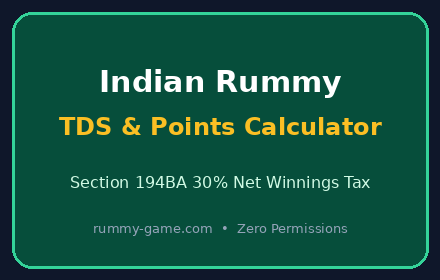 Indian Rummy
TDS & Points Calculator
Section 194BA 30% Net Winnings Tax
rummy-game.com • Zero Permissions